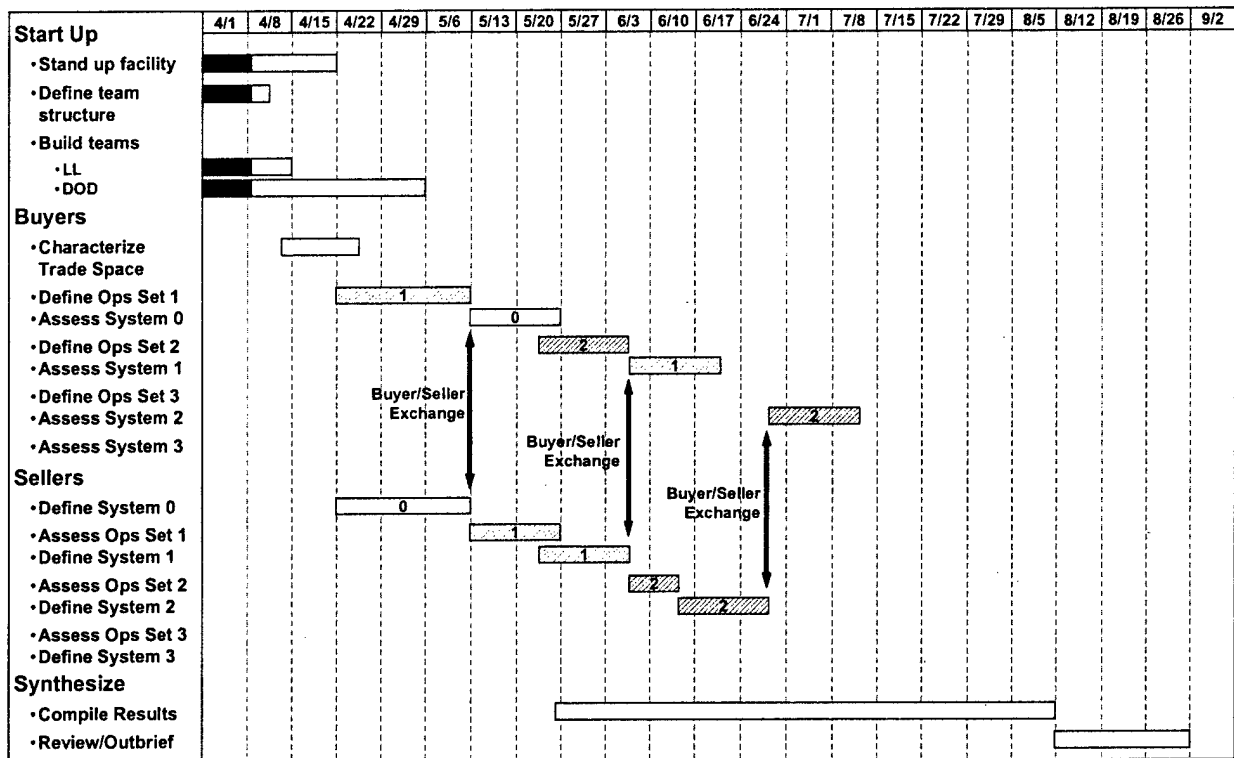 4/1 4/8 4/15 4/22 4/29 5/6 5/13 5/20 5/27 6/3 6/10 6/17 6/24 7/1 7/8 7/15 7/22 7/29 8/5 8/12 8/19 8/26 9/2
Start Up
•Stand up facility
•Define team
structure
•Build teams
•LL
•DOD
Buyers
•Characterize
Trade Space
•Define Ops Set 1 1
•Assess System 0 0
•Define Ops Set 2 2
•Assess System 1 1
Buyer/Seller
Exchange
•Define Ops Set 3
•Assess System 2 2
•Assess System 3
Buyer/Seller
Exchange
Sellers
Buyer/Seller
Exchange
•Define System 0 0
•Assess Ops Set 1 1
•Define System 1 1
•Assess Ops Set 2 2
•Define System 2 2
•Assess Ops Set 3
•Define System 3
Synthesize
•Compile Results
•Review/Outbrief